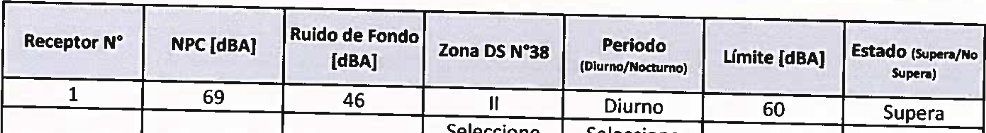 Receptor N° NPC [dBA] Ruido de Fondo [dBA] Zona DS N°38 Periodo (Diurno/Nocturno) Límite [dBA] Estado (Supera/No Supera)
1 69 46 II Diurno 60 Supera
Seleccione Seleccione